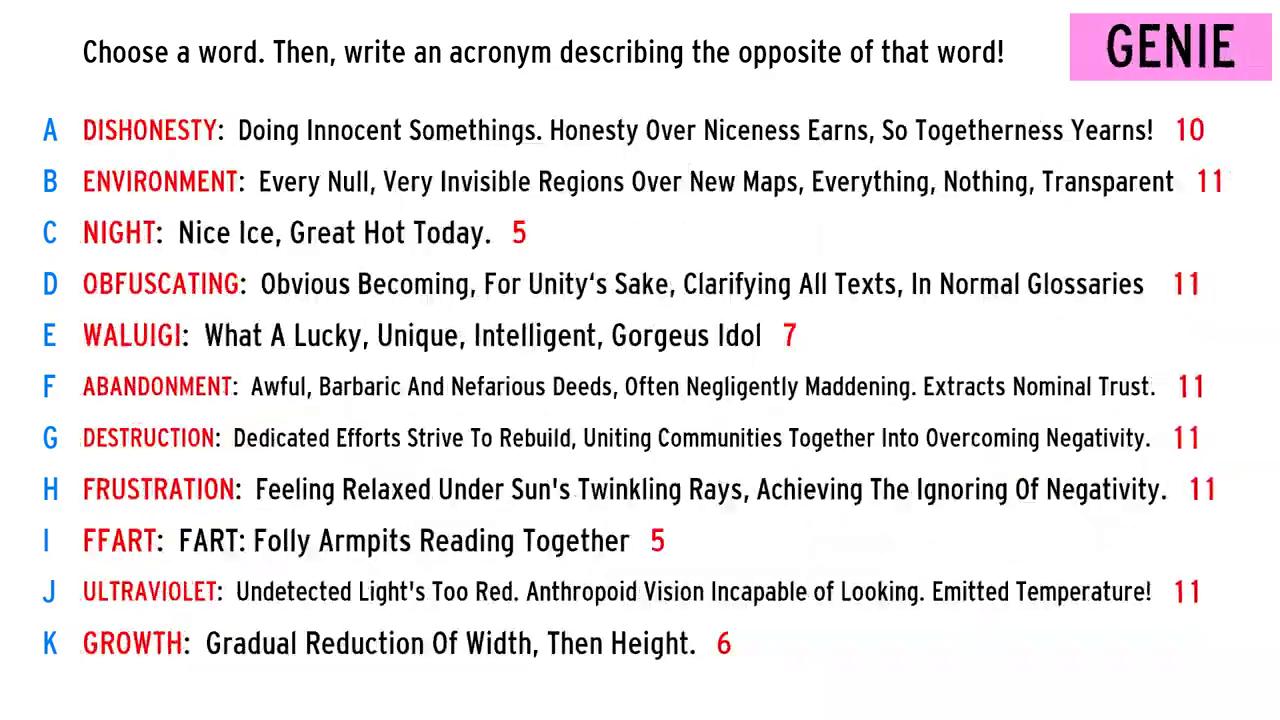 Choose a word. Then, write an acronym describing the opposite of that word!
GENIE
A DISHONESTY: Doing Innocent Somethings. Honesty Over Niceness Earns, So Togetherness Yearns! 10
B ENVIRONMENT: Every Null, Very Invisible Regions Over New Maps, Everything, Nothing, Transparent 11
C NIGHT: Nice Ice, Great Hot Today. 5
D OBFUSCATING: Obvious Becoming, For Unity‘s Sake, Clarifying All Texts, In Normal Glossaries 11
E WALUIGI: What A Lucky, Unique, Intelligent, Gorgeus Idol 7
F ABANDONMENT: Awful, Barbaric And Nefarious Deeds, Often Negligently Maddening. Extracts Nominal Trust. 11
G DESTRUCTION: Dedicated Efforts Strive To Rebuild, Uniting Communities Together Into Overcoming Negativity. 11
H FRUSTRATION: Feeling Relaxed Under Sun's Twinkling Rays, Achieving The Ignoring Of Negativity. 11
I FFART: FART: Folly Armpits Reading Together 5
J ULTRAVIOLET: Undetected Light's Too Red. Anthropoid Vision Incapable of Looking. Emitted Temperature! 11
K GROWTH: Gradual Reduction Of Width, Then Height. 6